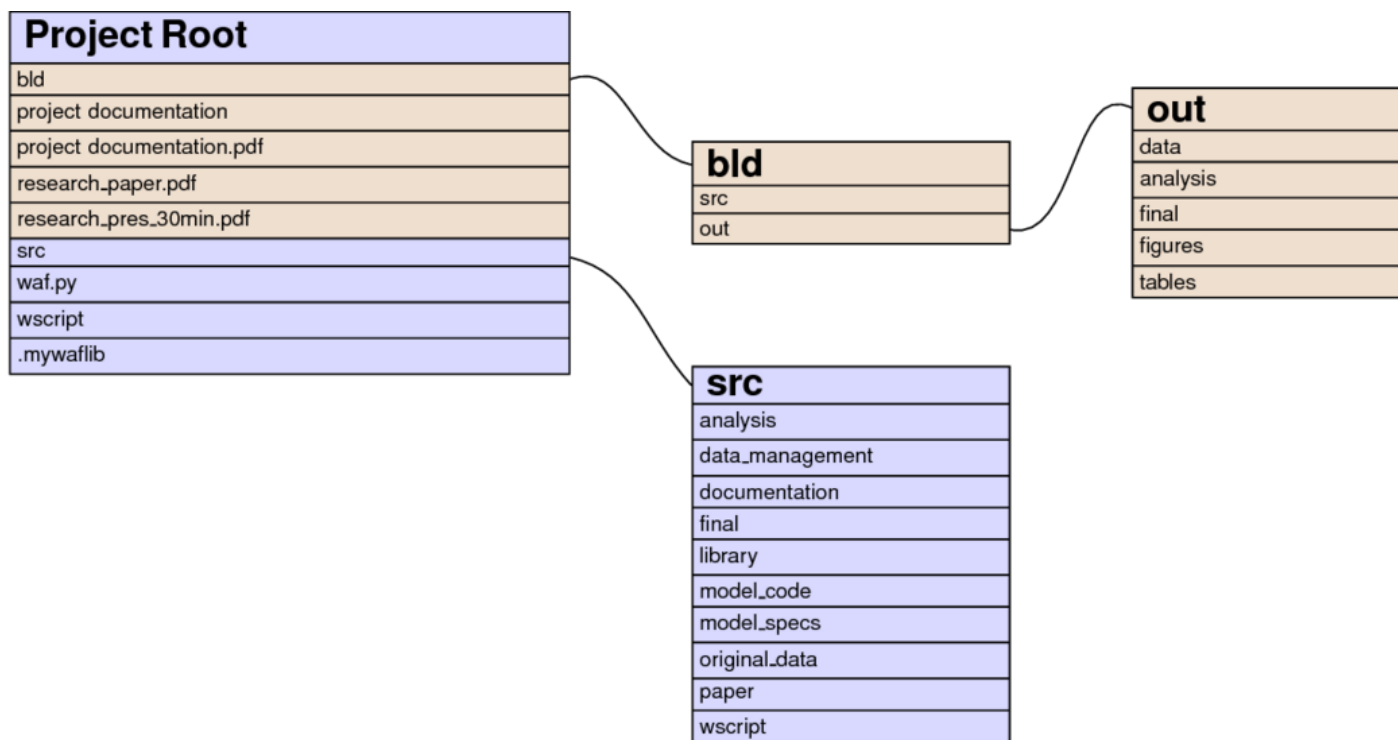 Project Root
bld
project documentation
project documentation.pdf
research_paper.pdf
research_pres_30min.pdf
src
waf.py
wscript
.mywaflib
bld
src
out
out
data
analysis
final
figures
tables
src
analysis
data_management
documentation
final
library
model_code
model_specs
original_data
paper
wscript